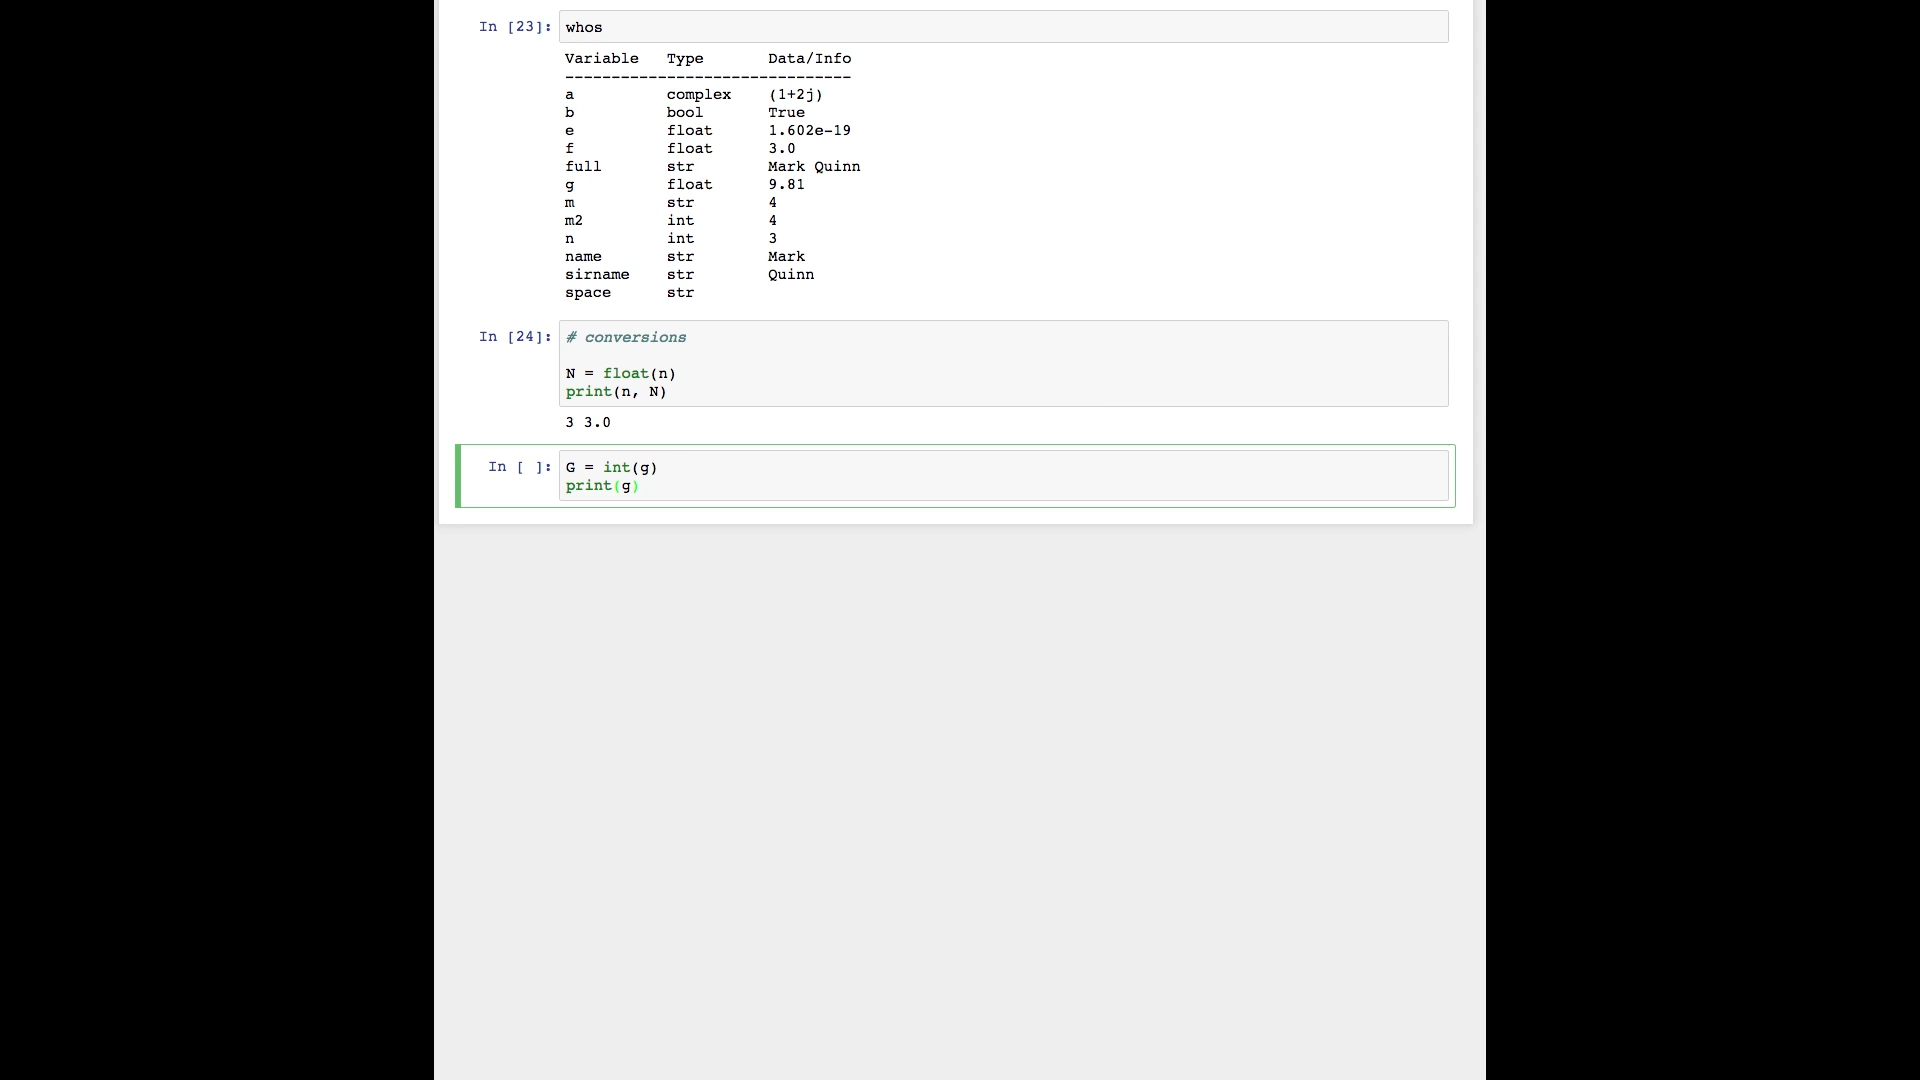 In [23]: whos
Variable   Type       Data/Info
-------------------------------
a          complex    (1+2j)
b          bool       True
e          float      1.602e-19
f          float      3.0
full       str        Mark Quinn
g          float      9.81
m          str        4
m2         int        4
n          int        3
name       str        Mark
sirname    str        Quinn
space      str
In [24]: # conversions
N = float(n)
print(n, N)
3 3.0
In [ ]: G = int(g)
print(g)